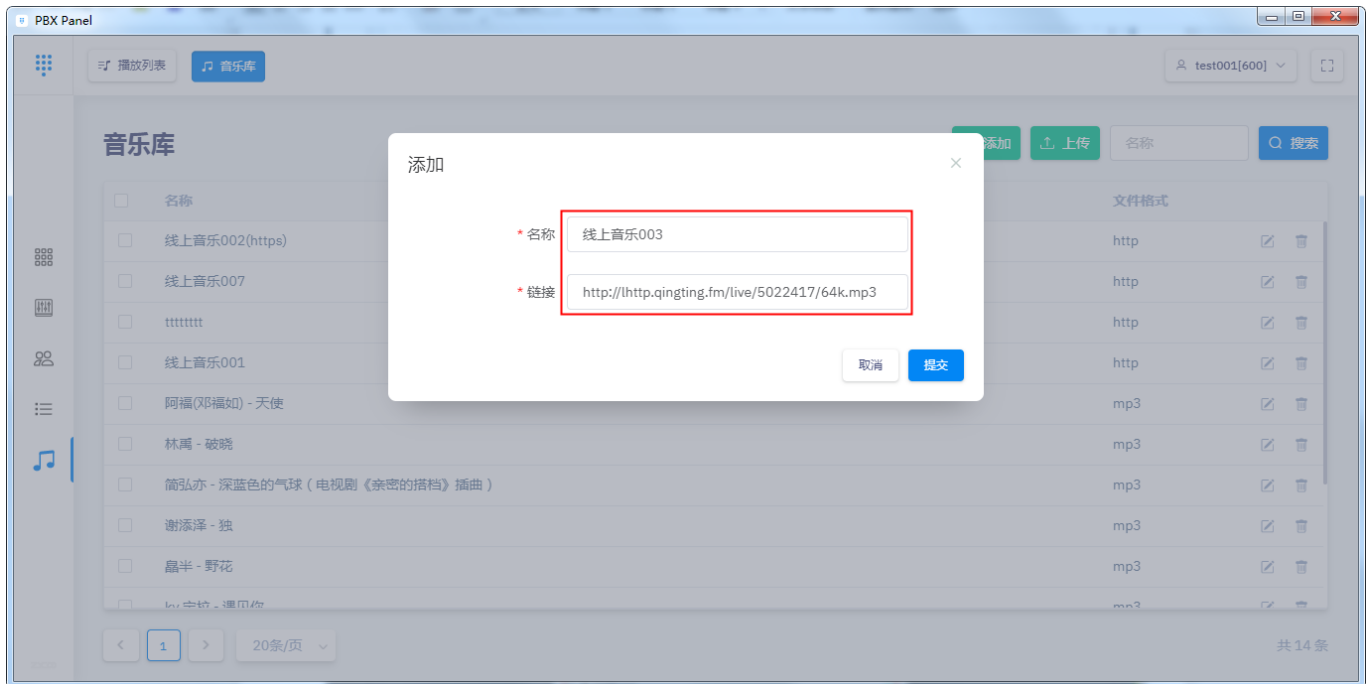 PBX Panel
播放列表
音乐库
test001[600]
音乐库
添加
上传
名称
搜索
名称
文件格式
线上音乐002(https)
http
线上音乐007
http
tttttttt
http
线上音乐001
http
阿福(邓福如) - 天使
mp3
林禹 - 破晓
mp3
简弘亦 - 深蓝色的气球 ( 电视剧《亲密的搭档》插曲 )
mp3
谢添泽 - 独
mp3
晶半 - 野花
mp3
遇见你
mp3
添加
* 名称
线上音乐003
* 链接
http://lhttp.qingting.fm/live/5022417/64k.mp3
取消
提交
1
20条/页
共 14 条